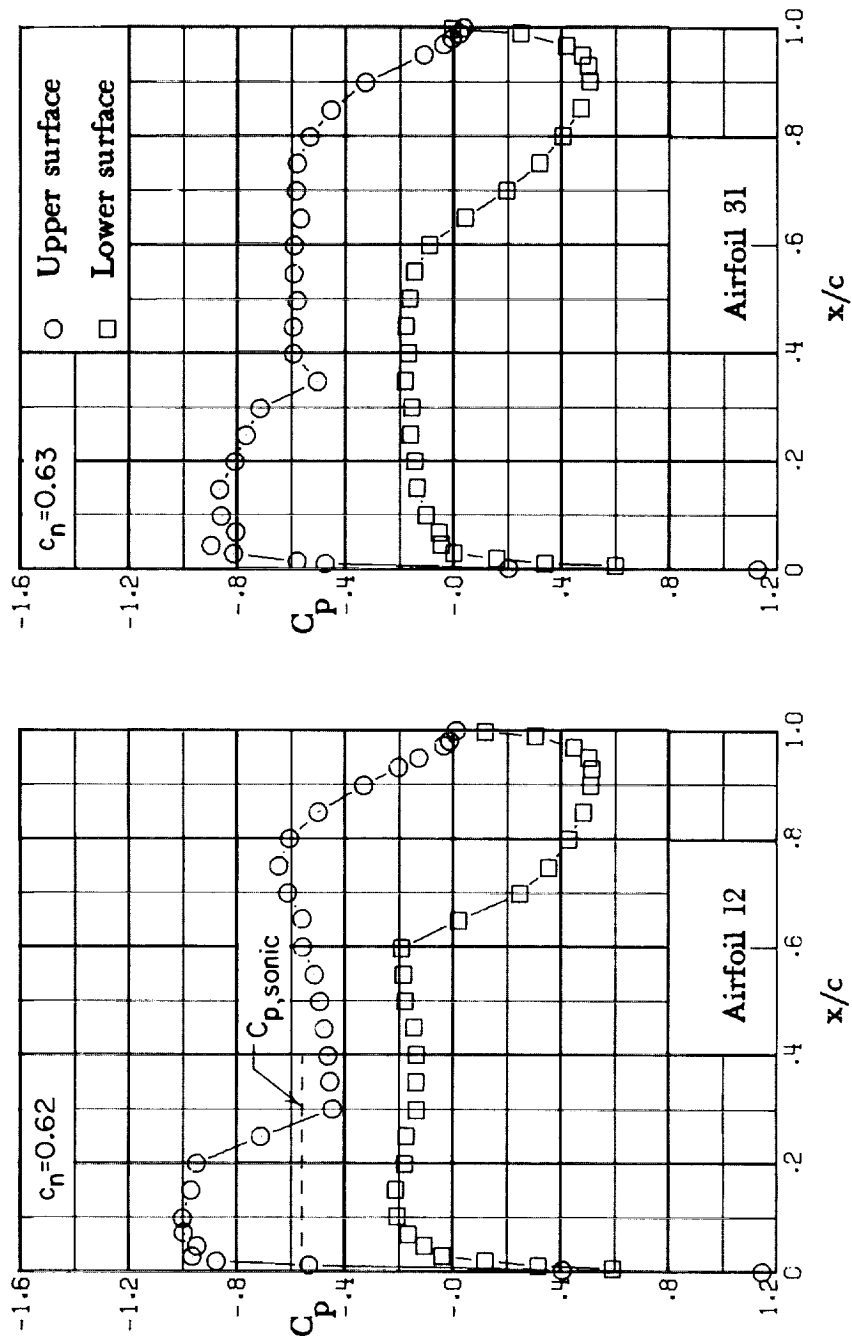 -1.6
-1.2
-.8
C_p
-.4
-.0
.4
.8
1.2
c_n=0.62
C_p,sonic
Airfoil 12
0 .2 .4 .6 .8 1.0
x/c
-1.6
-1.2
-.8
C_p
-.4
-.0
.4
.8
1.2
c_n=0.63
Upper surface
Lower surface
Airfoil 31
0 .2 .4 .6 .8 1.0
x/c